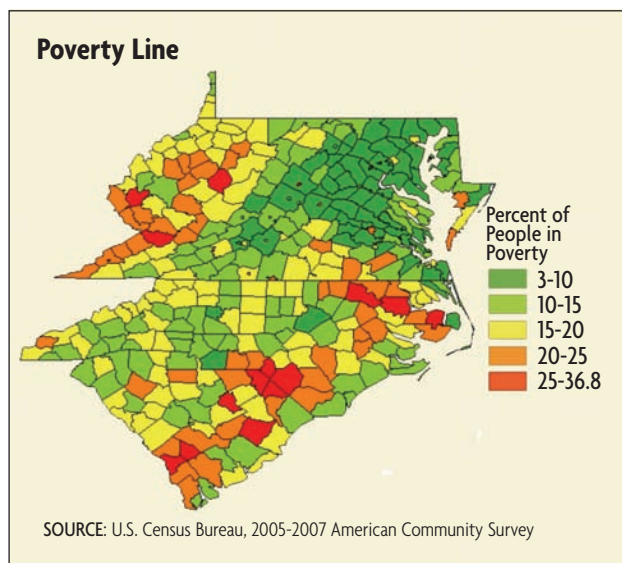 Poverty Line
Percent of
People in
Poverty
3-10
10-15
15-20
20-25
25-36.8
SOURCE: U.S. Census Bureau, 2005-2007 American Community Survey